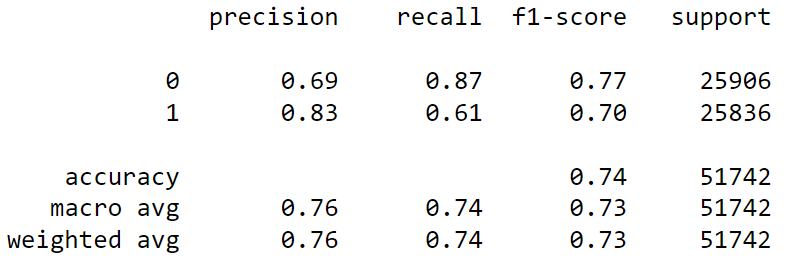 precision recall f1-score support
0 0.69 0.87 0.77 25906
1 0.83 0.61 0.70 25836
accuracy 0.74 51742
macro avg 0.76 0.74 0.73 51742
weighted avg 0.76 0.74 0.73 51742